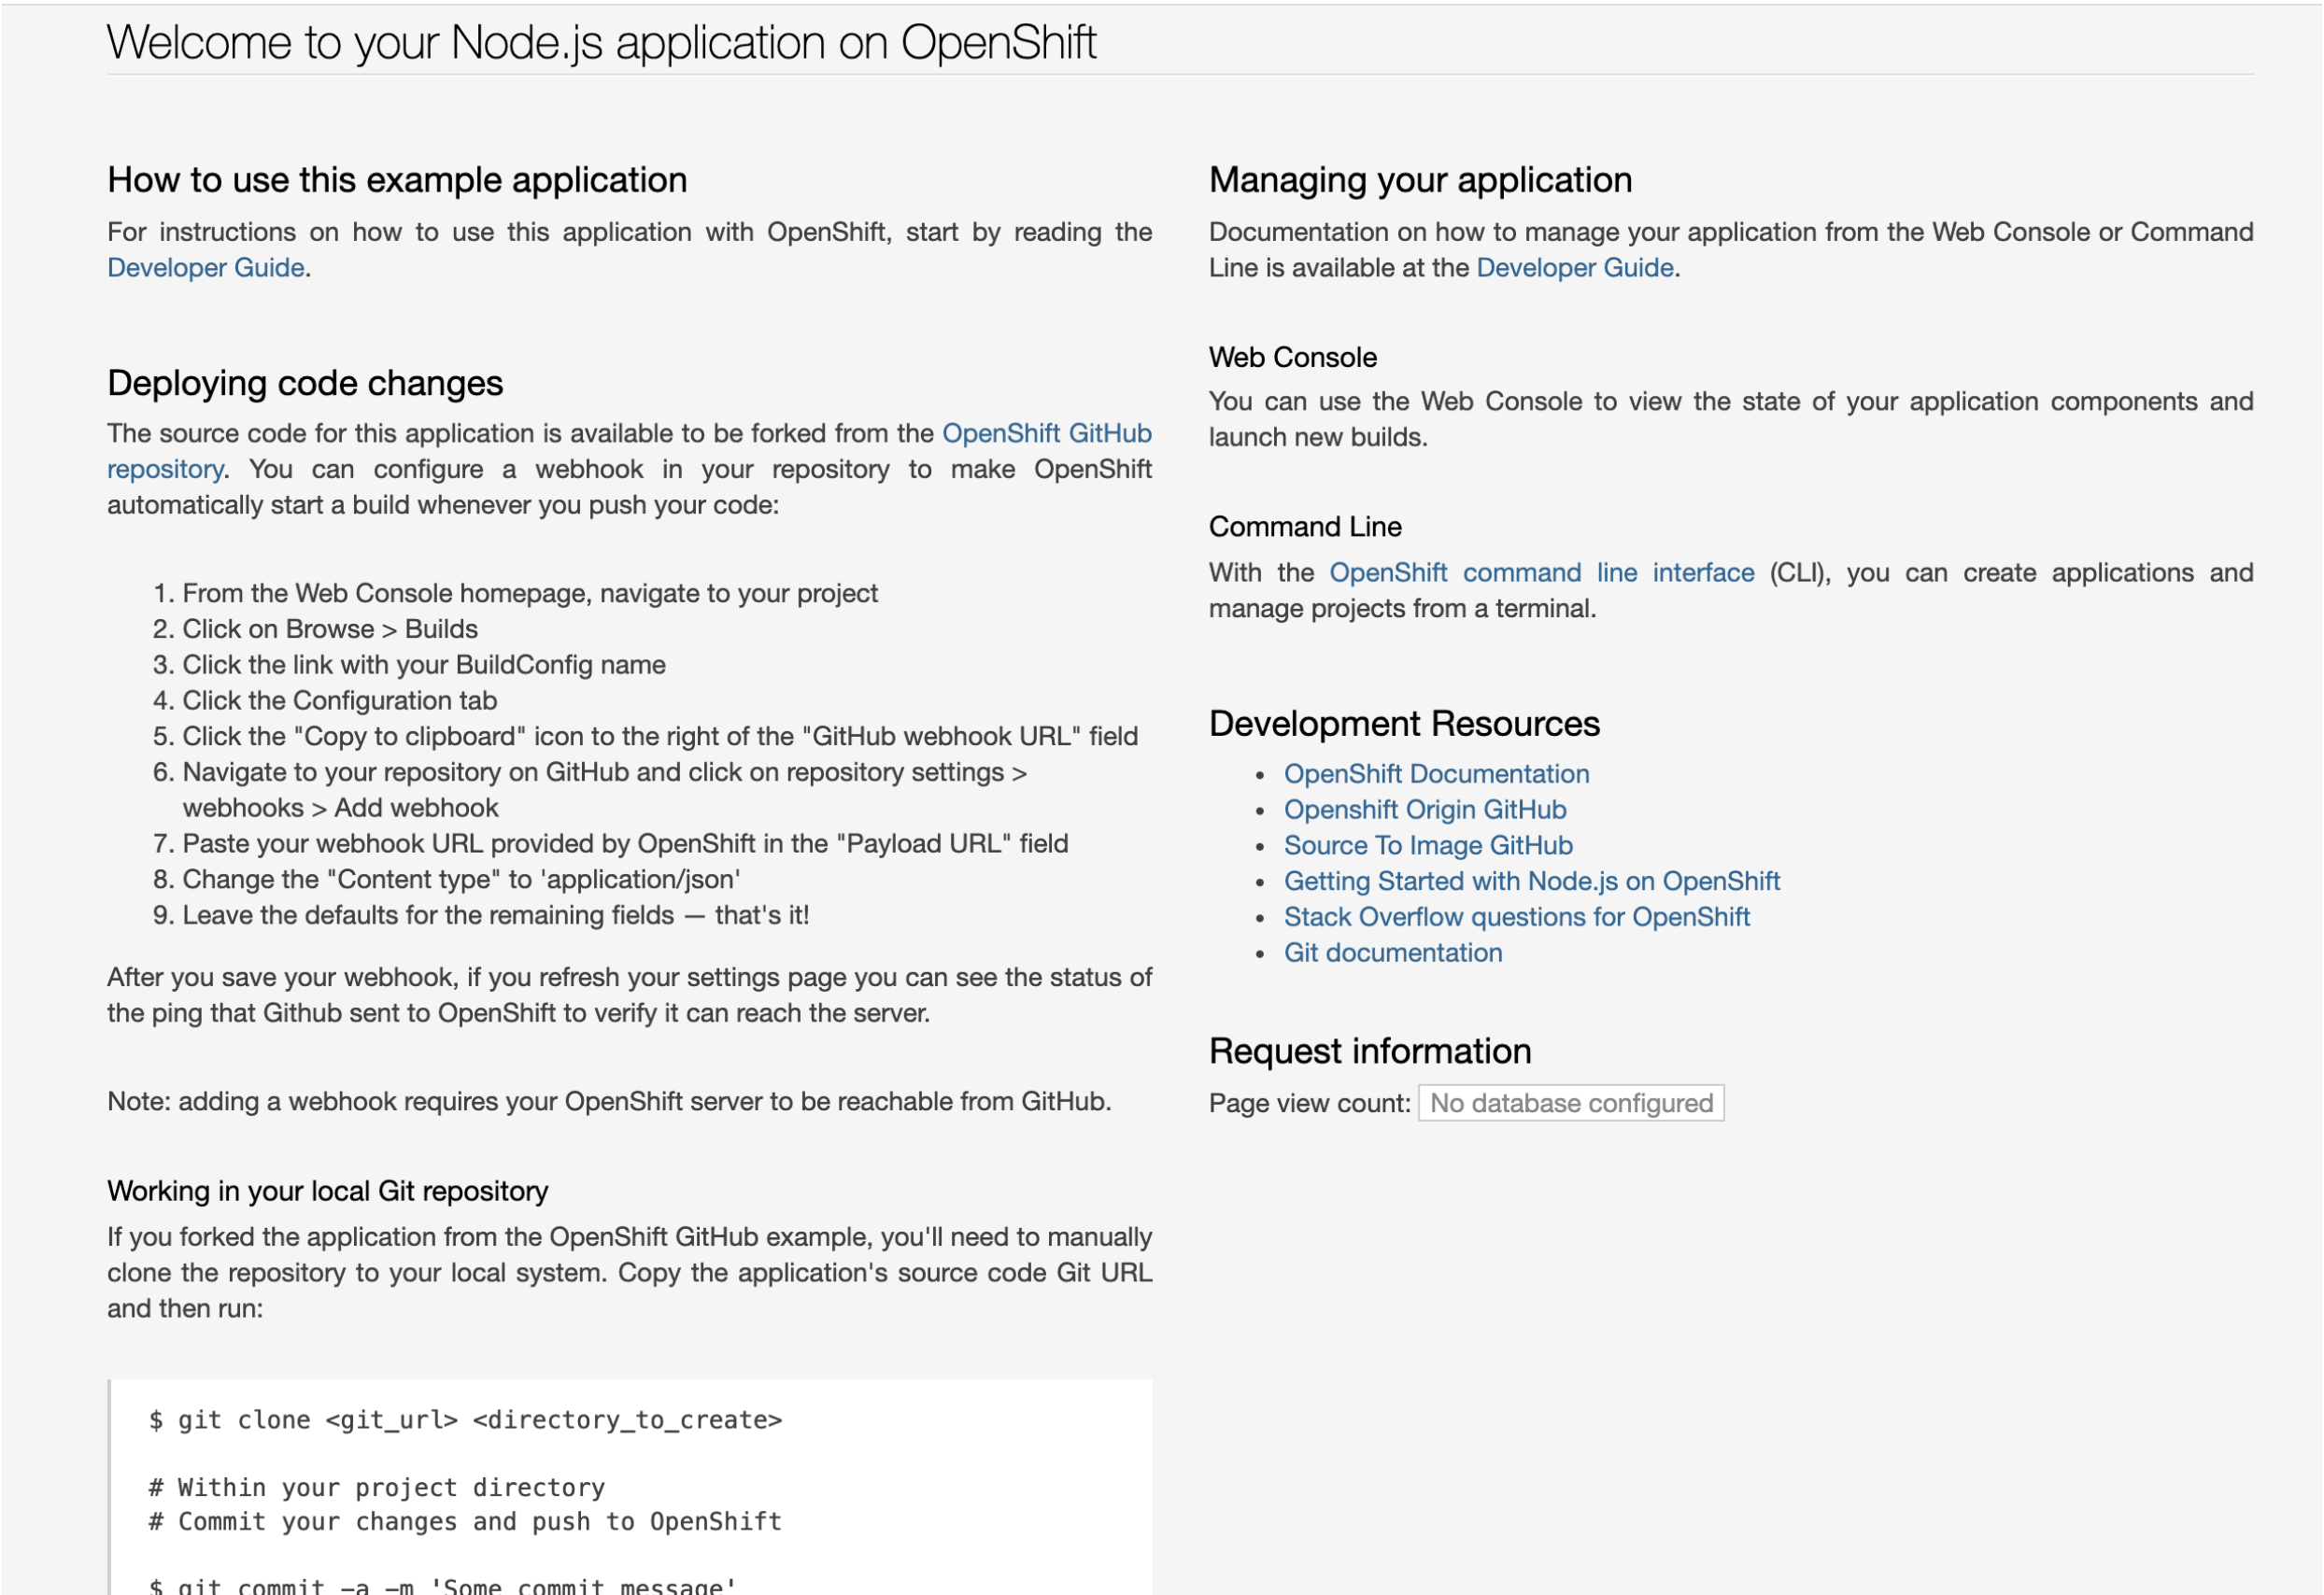 Welcome to your Node.js application on OpenShift
How to use this example application
For instructions on how to use this application with OpenShift, start by reading the
Developer Guide.
Deploying code changes
The source code for this application is available to be forked from the OpenShift GitHub
repository. You can configure a webhook in your repository to make OpenShift
automatically start a build whenever you push your code:
1. From the Web Console homepage, navigate to your project
2. Click on Browse > Builds
3. Click the link with your BuildConfig name
4. Click the Configuration tab
5. Click the "Copy to clipboard" icon to the right of the "GitHub webhook URL" field
6. Navigate to your repository on GitHub and click on repository settings >
webhooks > Add webhook
7. Paste your webhook URL provided by OpenShift in the "Payload URL" field
8. Change the "Content type" to 'application/json'
9. Leave the defaults for the remaining fields — that's it!
After you save your webhook, if you refresh your settings page you can see the status of
the ping that Github sent to OpenShift to verify it can reach the server.
Note: adding a webhook requires your OpenShift server to be reachable from GitHub.
Working in your local Git repository
If you forked the application from the OpenShift GitHub example, you'll need to manually
clone the repository to your local system. Copy the application's source code Git URL
and then run:
$ git clone <git_url> <directory_to_create>
# Within your project directory
# Commit your changes and push to OpenShift
$ git commit -a -m 'Some commit message'
Managing your application
Documentation on how to manage your application from the Web Console or Command
Line is available at the Developer Guide.
Web Console
You can use the Web Console to view the state of your application components and
launch new builds.
Command Line
With the OpenShift command line interface (CLI), you can create applications and
manage projects from a terminal.
Development Resources
• OpenShift Documentation
• Openshift Origin GitHub
• Source To Image GitHub
• Getting Started with Node.js on OpenShift
• Stack Overflow questions for OpenShift
• Git documentation
Request information
Page view count: No database configured